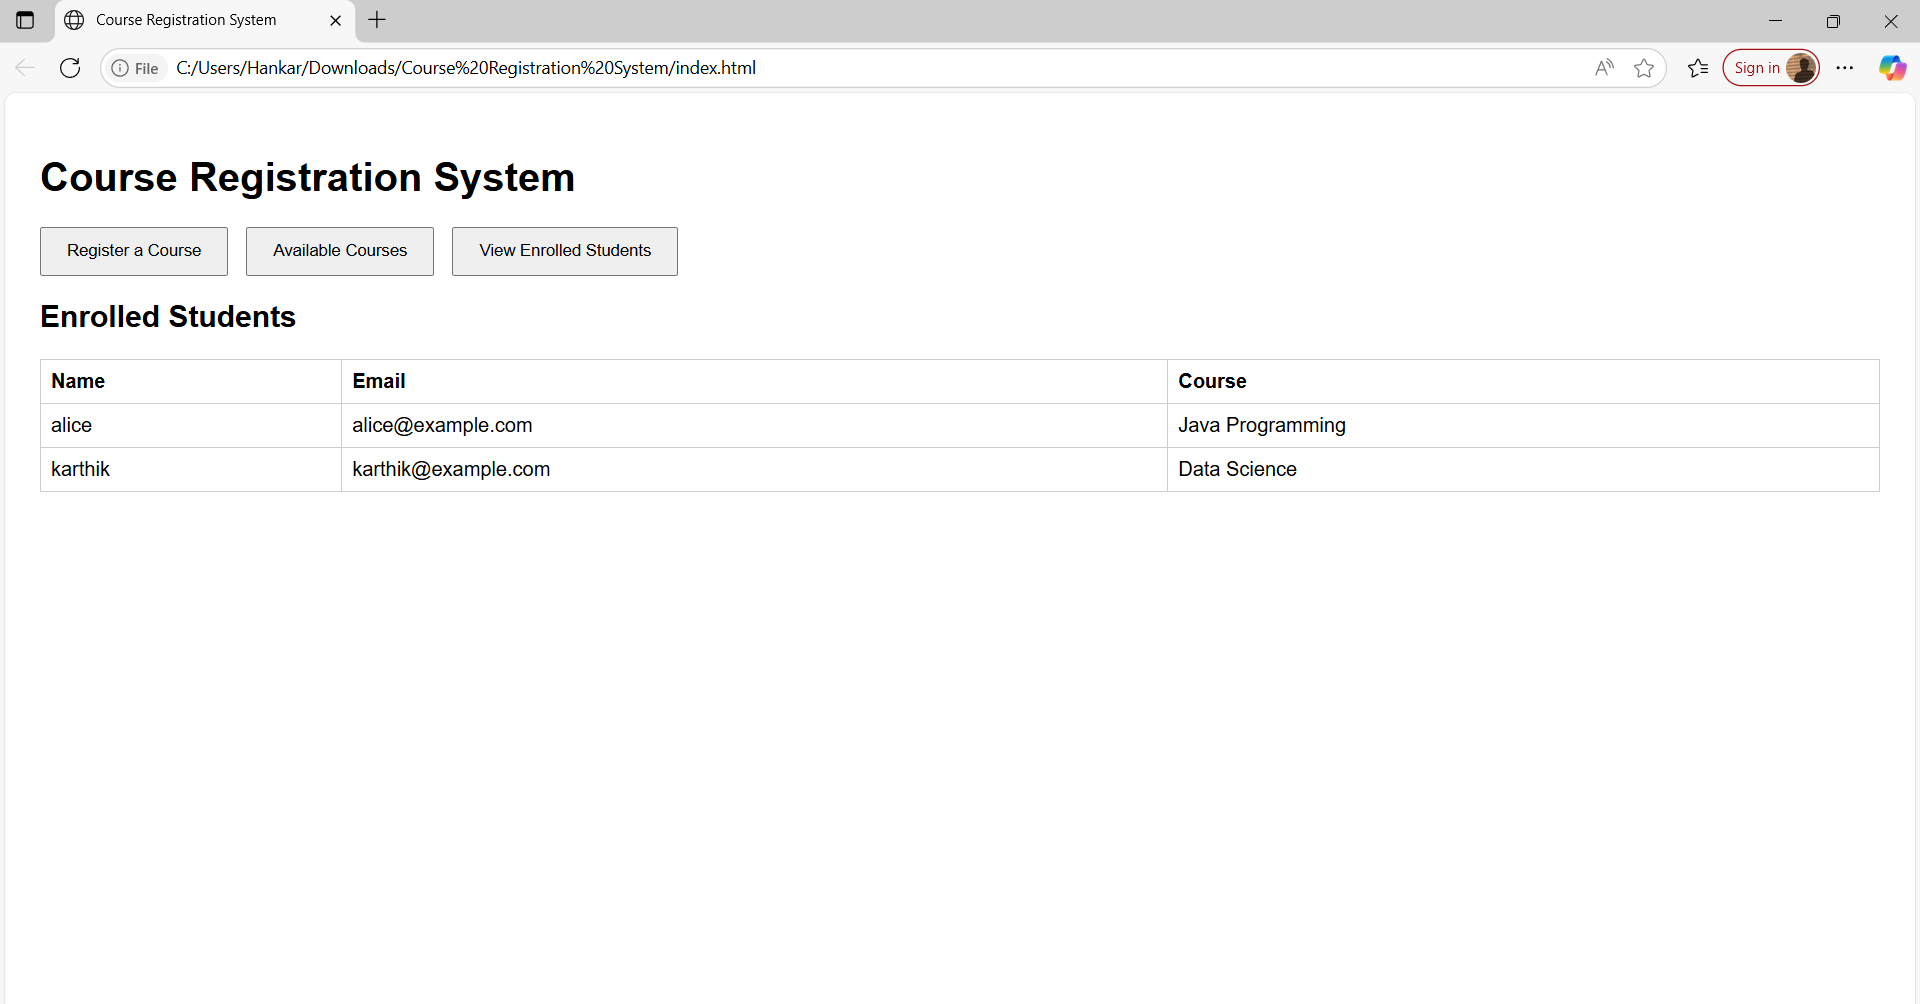 Course Registration System
File C:/Users/Hankar/Downloads/Course%20Registration%20System/index.html Sign in
Course Registration System
Register a Course Available Courses View Enrolled Students
Enrolled Students
Name Email Course
alice alice@example.com Java Programming
karthik karthik@example.com Data Science